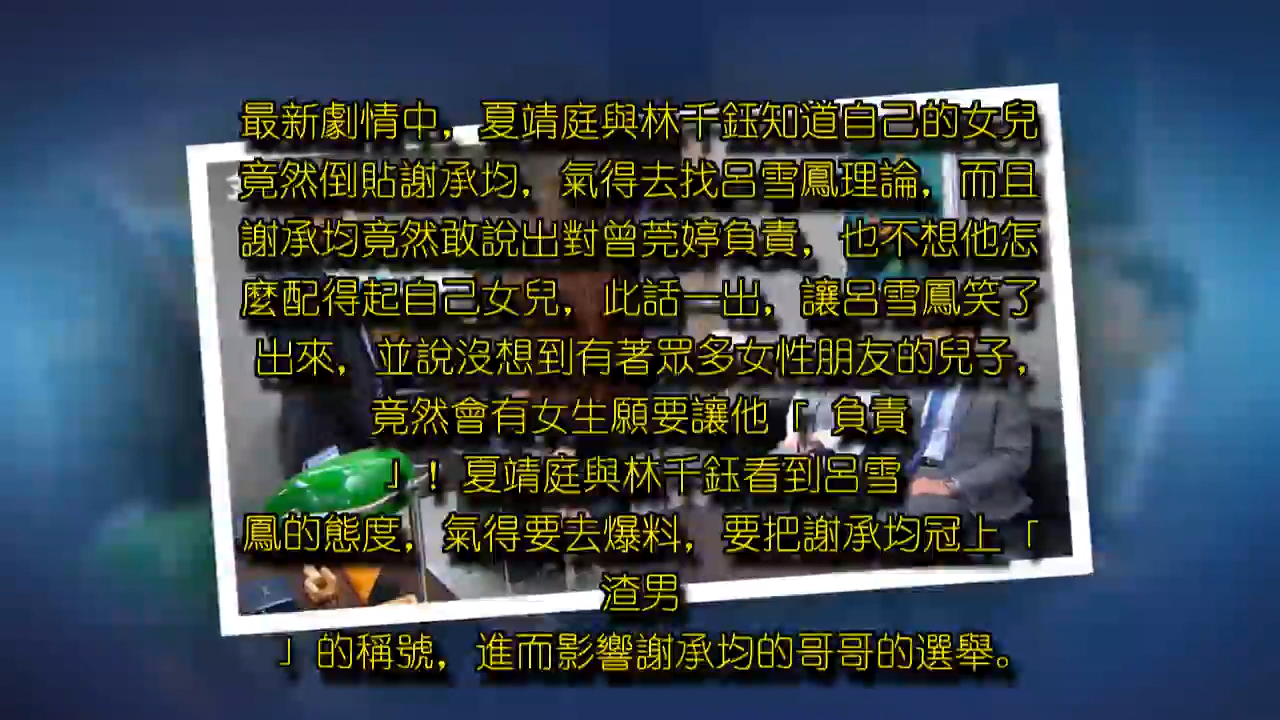 最新劇情中，夏靖庭與林千鈺知道自己的女兒
竟然倒貼謝承均，氣得去找呂雪鳳理論，而且
謝承均竟然敢說出對曾莞婷負責，也不想他怎
麼配得起自己女兒，此話一出，讓呂雪鳳笑了
出來，並說沒想到有著眾多女性朋友的兒子，
竟然會有女生願要讓他「 負責
」！夏靖庭與林千鈺看到呂雪
鳳的態度，氣得要去爆料，要把謝承均冠上「
渣男
」的稱號，進而影響謝承均的哥哥的選舉。